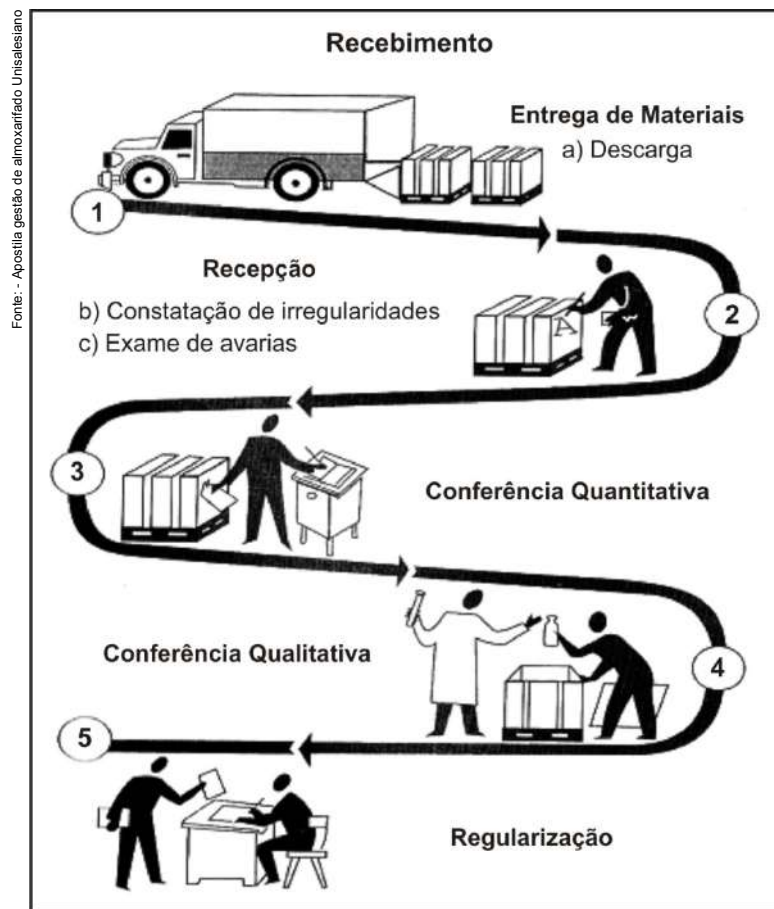 Fonte: - Apostila gestão de almoxarifado Unisalesiano
Recebimento
Entrega de Materiais
a) Descarga
1
Recepção
b) Constatação de irregularidades
c) Exame de avarias
A
2
3
Conferência Quantitativa
Conferência Qualitativa
4
5
Regularização